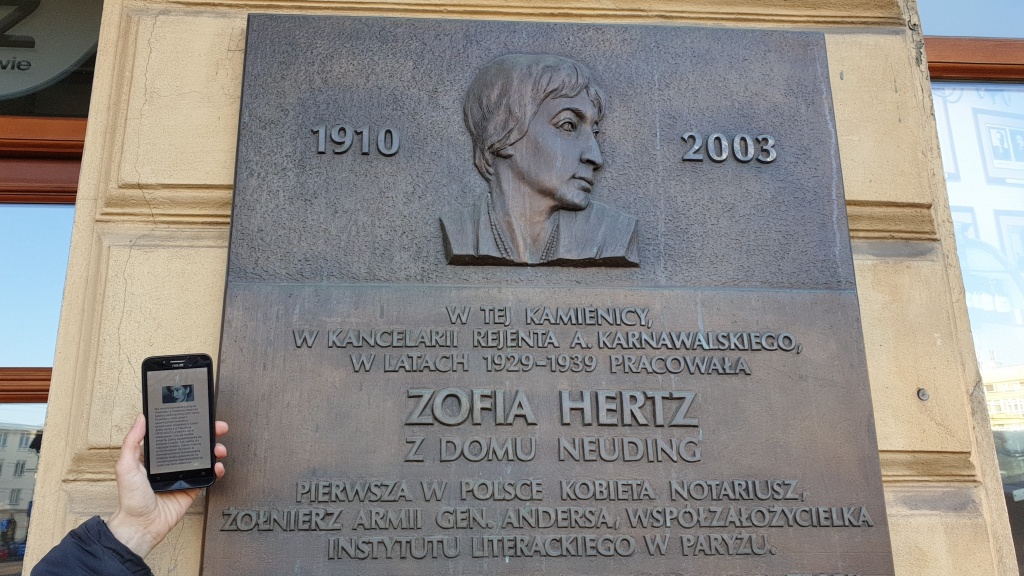 vie
1910 2003
W TEJ KAMIENICY,
W KANCELARII REJENTA A. KARNAWALSKIEGO,
W LATACH 1929-1939 PRACOWAŁA
ZOFIA HERTZ
Z DOMU NEUDING
PIERWSZA W POLSCE KOBIETA NOTARIUSZ,
ŻOŁNIERZ ARMII GEN. ANDERSA, WSPÓŁZAŁOŻYCIELKA
INSTYTUTU LITERACKIEGO W PARYŻU.